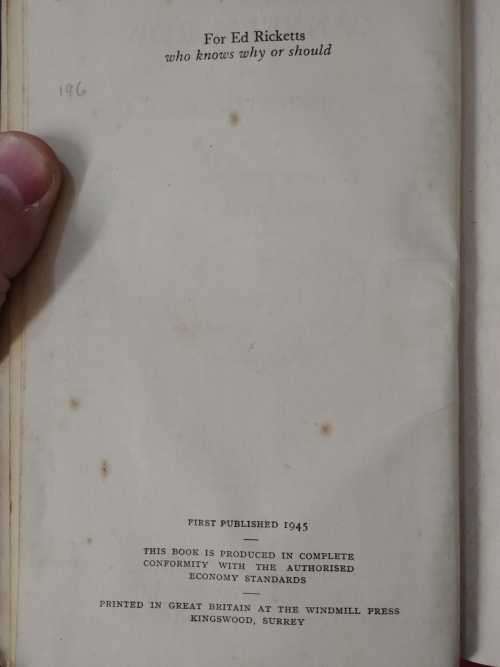 For Ed Ricketts
who knows why or should
196
FIRST PUBLISHED 1945
THIS BOOK IS PRODUCED IN COMPLETE
CONFORMITY WITH THE AUTHORISED
ECONOMY STANDARDS
PRINTED IN GREAT BRITAIN AT THE WINDMILL PRESS
KINGSWOOD, SURREY